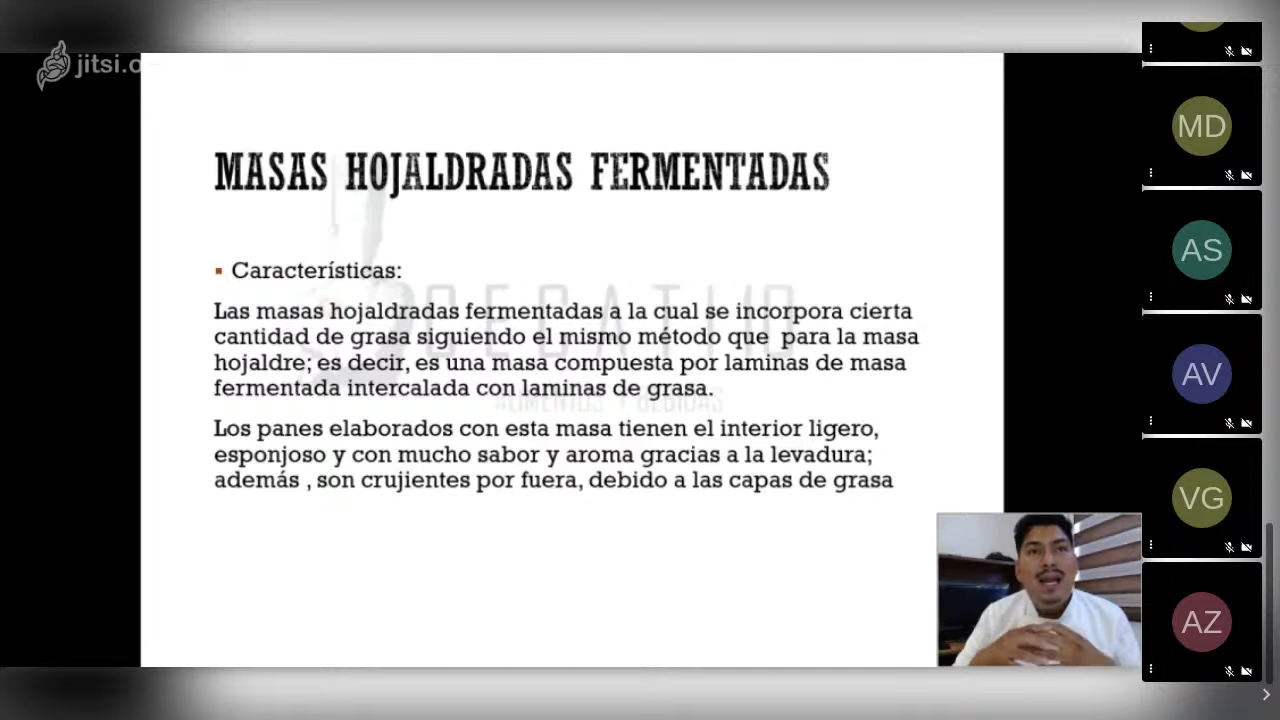 jitsi.o
MASAS HOJALDRADAS FERMENTADAS
▪ Características:
Las masas hojaldradas fermentadas a la cual se incorpora cierta
cantidad de grasa siguiendo el mismo método que para la masa
hojaldre; es decir, es una masa compuesta por laminas de masa
fermentada intercalada con laminas de grasa.
Los panes elaborados con esta masa tienen el interior ligero,
esponjoso y con mucho sabor y aroma gracias a la levadura;
además , son crujientes por fuera, debido a las capas de grasa
ALIMENTOS Y BEBIDAS
MD
AS
AV
VG
AZ